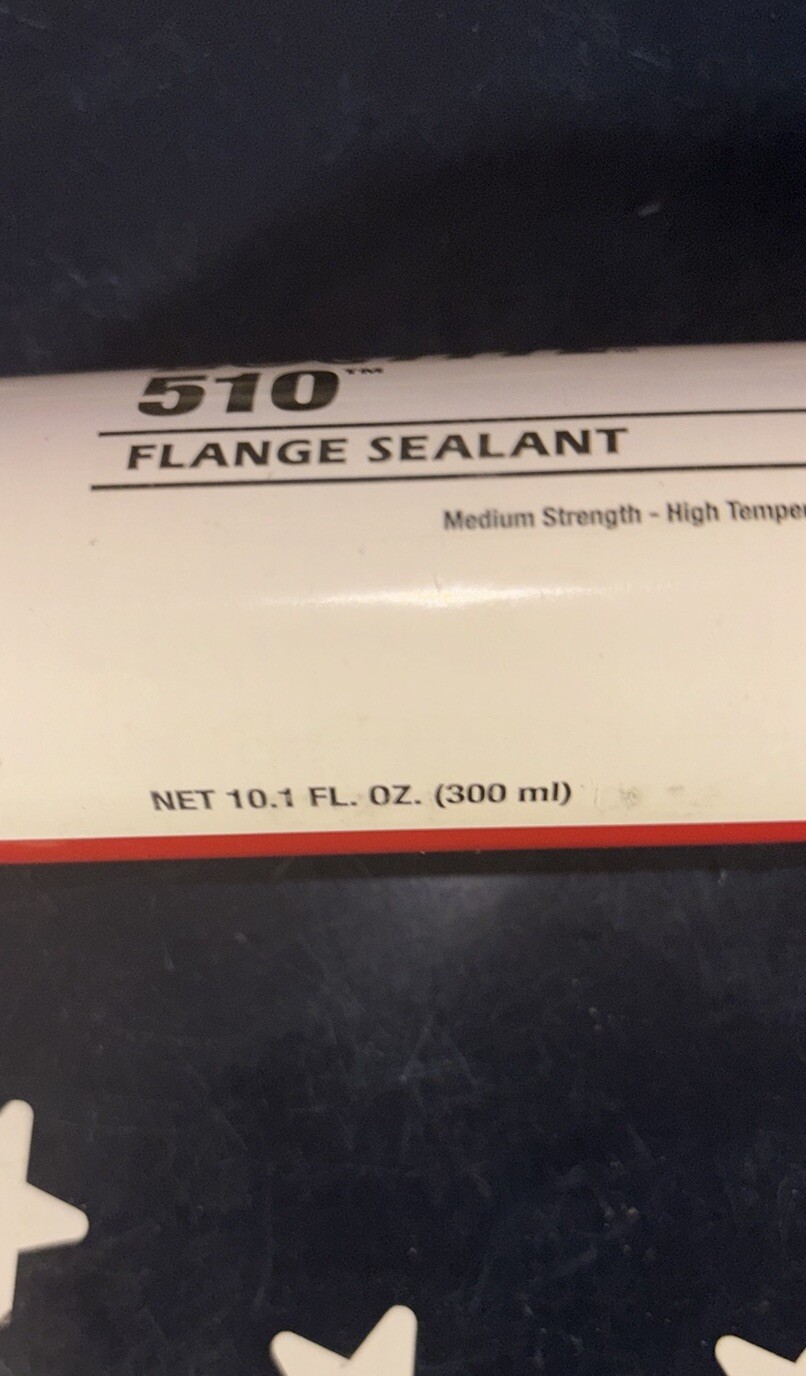 510™
FLANGE SEALANT
Medium Strength - High Temper
NET 10.1 FL. OZ. (300 ml)